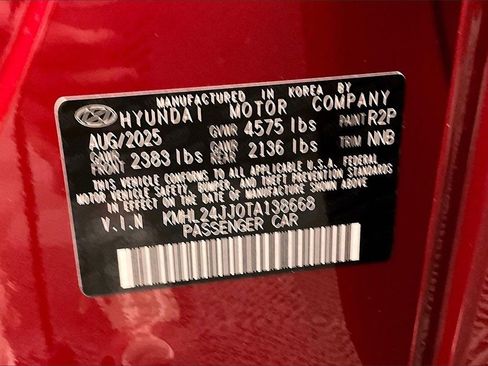 MANUFACTURED IN KOREA BY
HYUNDAI MOTOR COMPANY
AUG/2025 GVWR 4575 lbs PAINT R2P
GAWR FRONT 2383 lbs GAWR REAR 2136 lbs TRIM NNB
THIS VEHICLE CONFORMS TO ALL APPLICABLE U.S.A. FEDERAL
MOTOR VEHICLE SAFETY, BUMPER, AND THEFT PREVENTION STANDARDS
IN EFFECT ON THE DATE OF MANUFACTURE SHOWN ABOVE.
V.I.N KMHL24JJ0TA138668
PASSENGER CAR